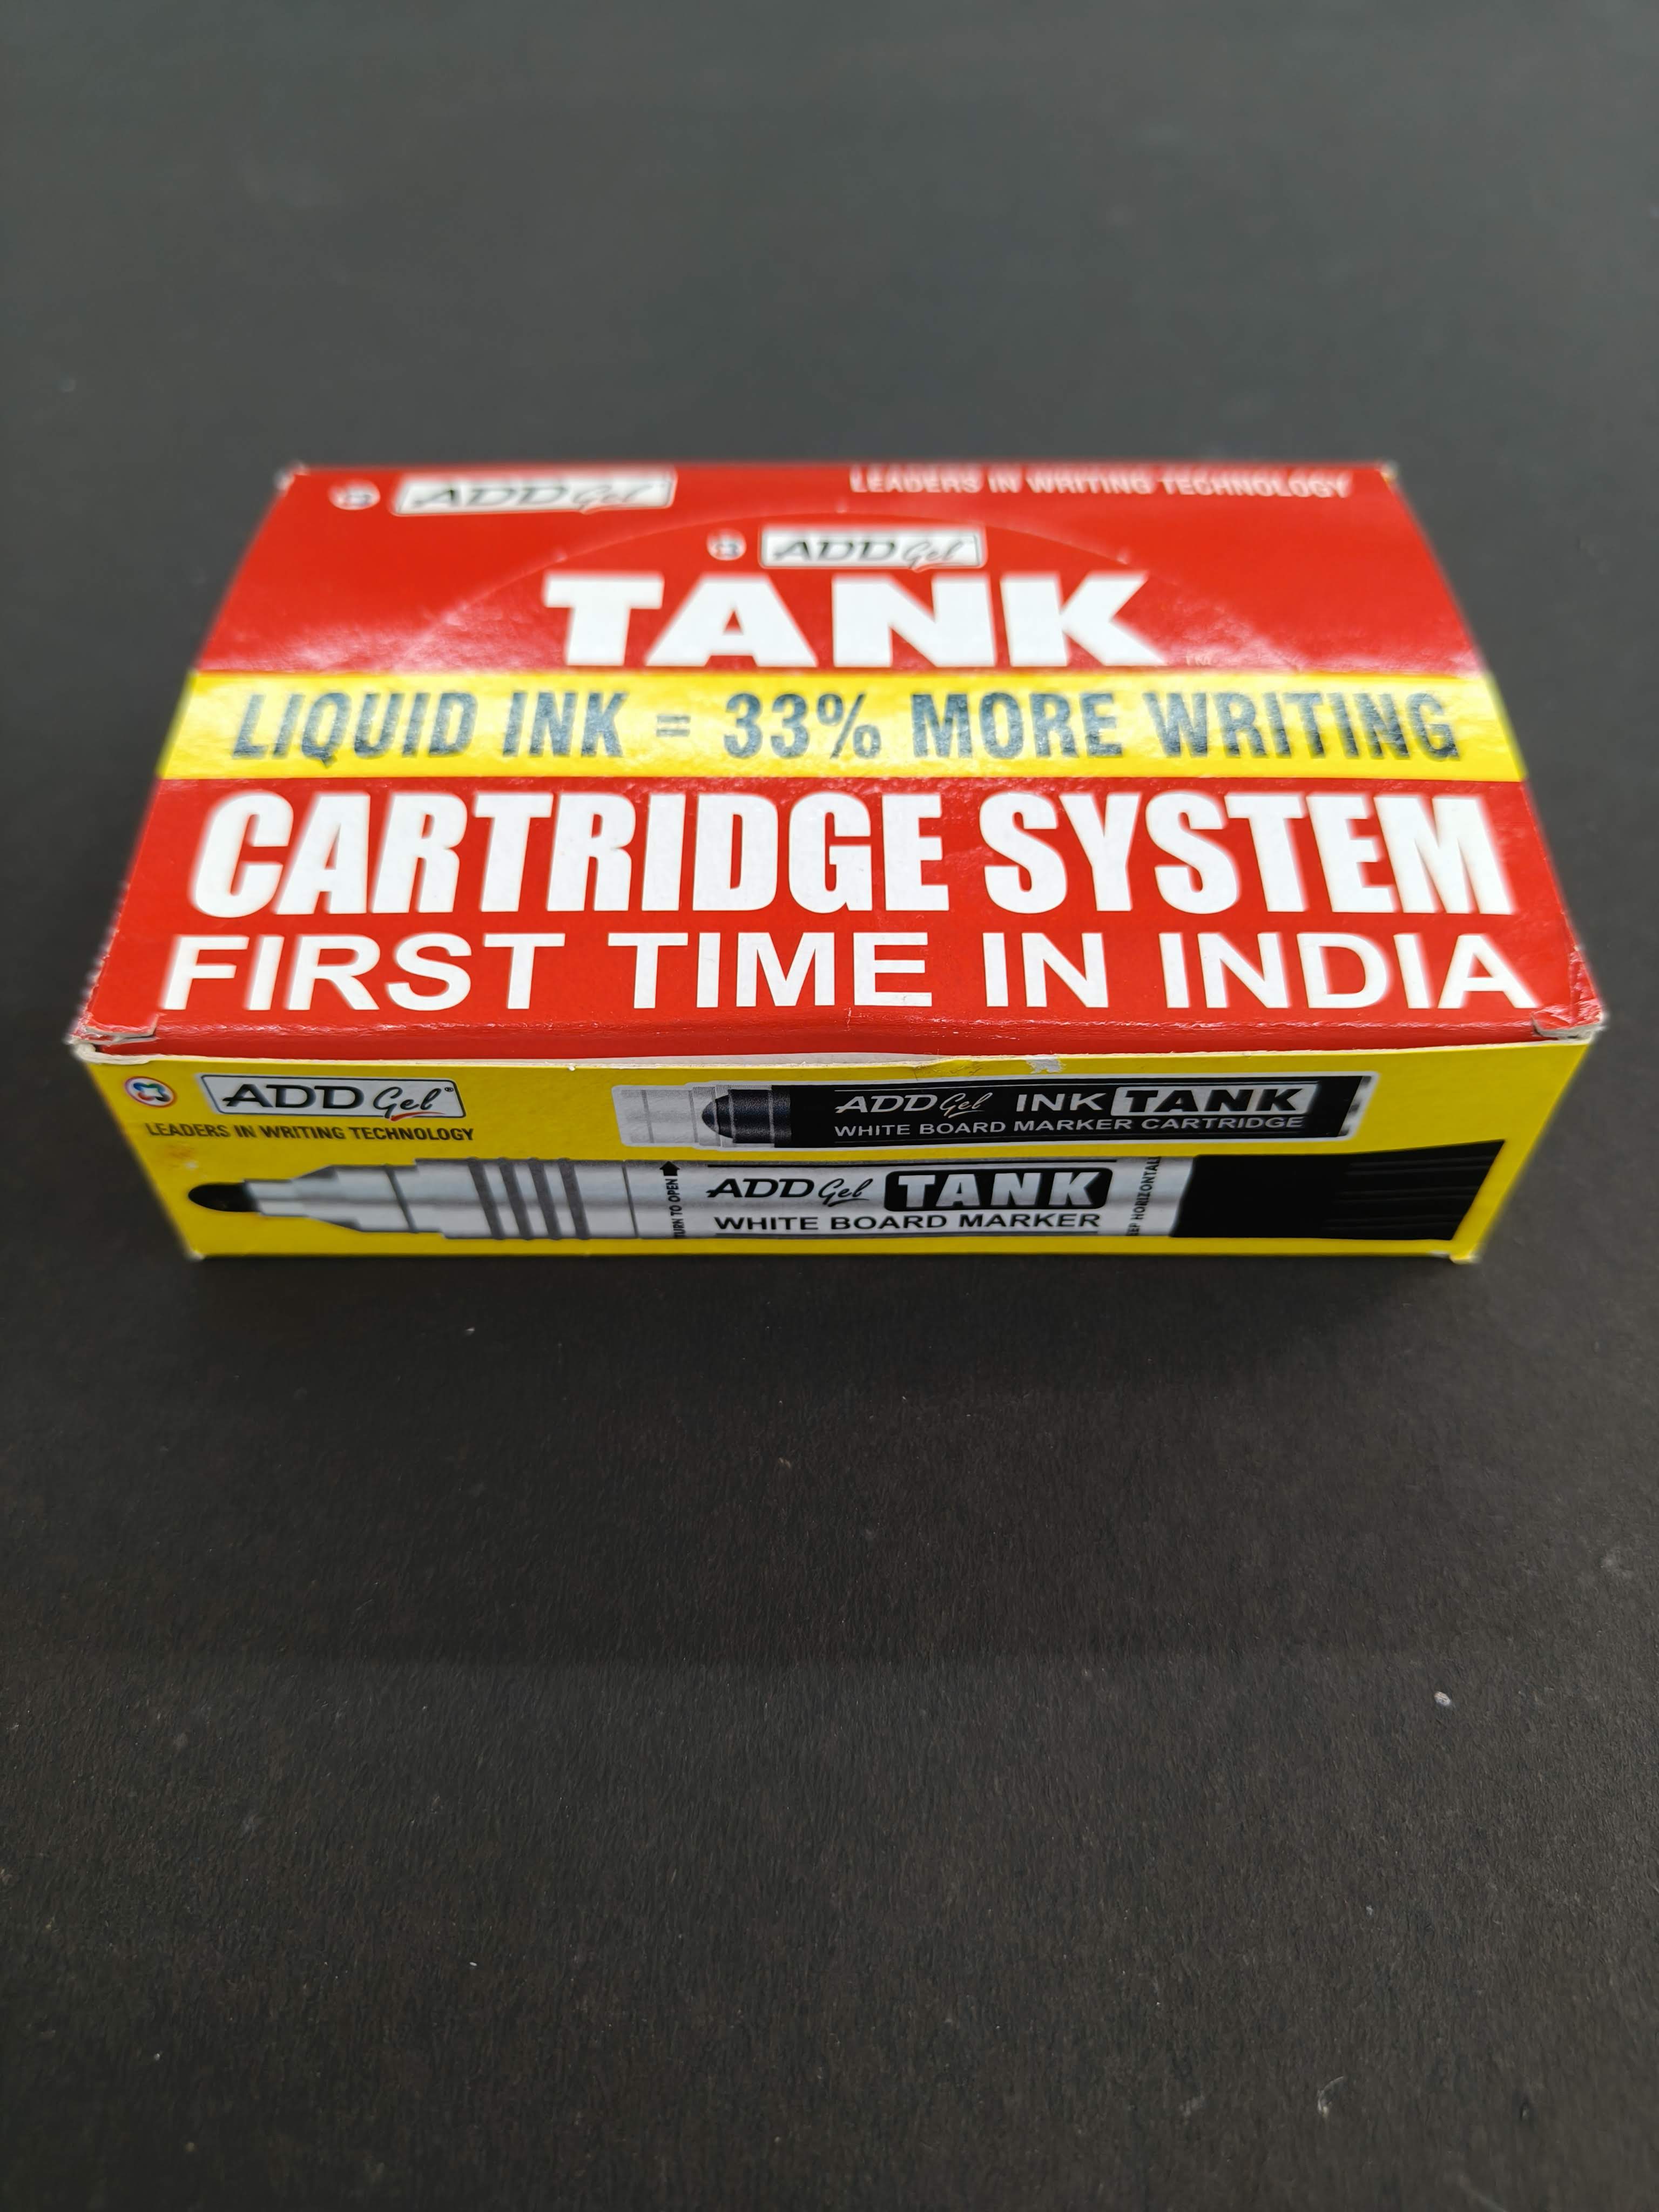 ADD Gel
LEADERS IN WRITING TECHNOLOGY
ADD Gel
TANK
TM
LIQUID INK = 33% MORE WRITING
CARTRIDGE SYSTEM
FIRST TIME IN INDIA
ADD Gel®
LEADERS IN WRITING TECHNOLOGY
ADD Gel INK TANK
WHITE BOARD MARKER CARTRIDGE
TURN TO OPEN
ADD Gel TANK
WHITE BOARD MARKER
HORIZONTALL